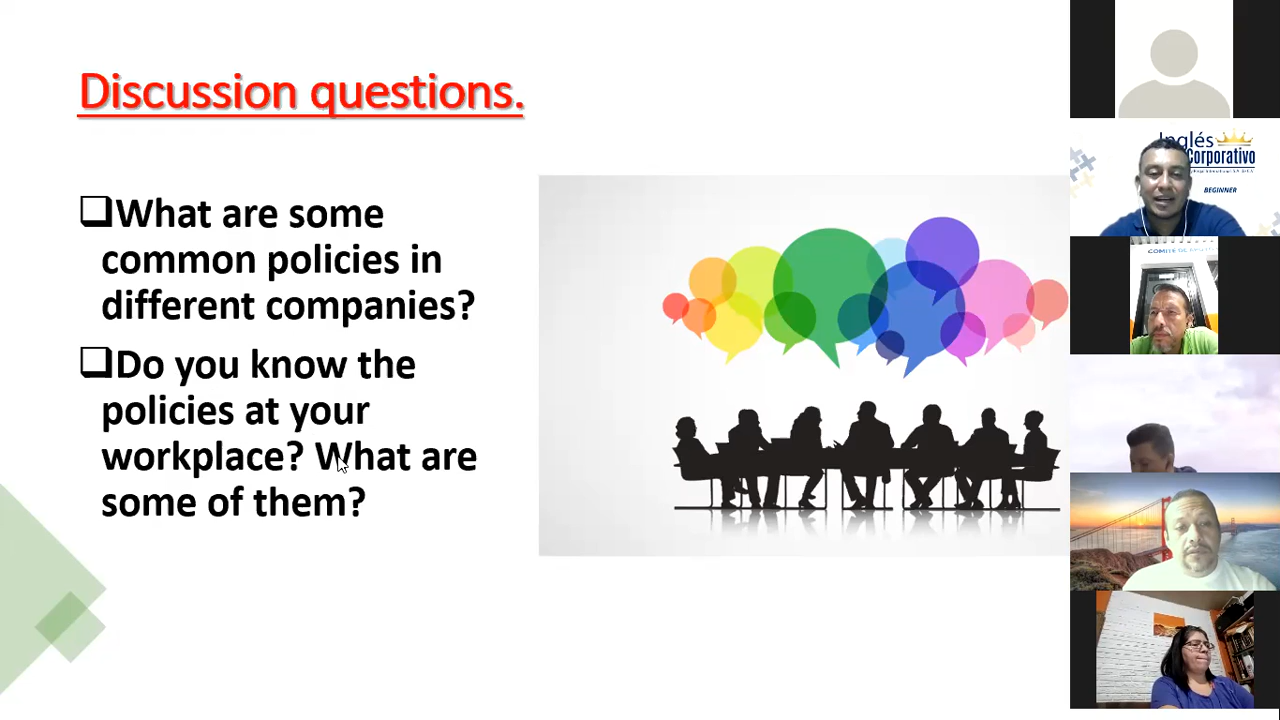 Discussion questions.
What are some
common policies in
different companies?
Do you know the
policies at your
workplace? What are
some of them?
Inglés
Corporativo
BEGINNER